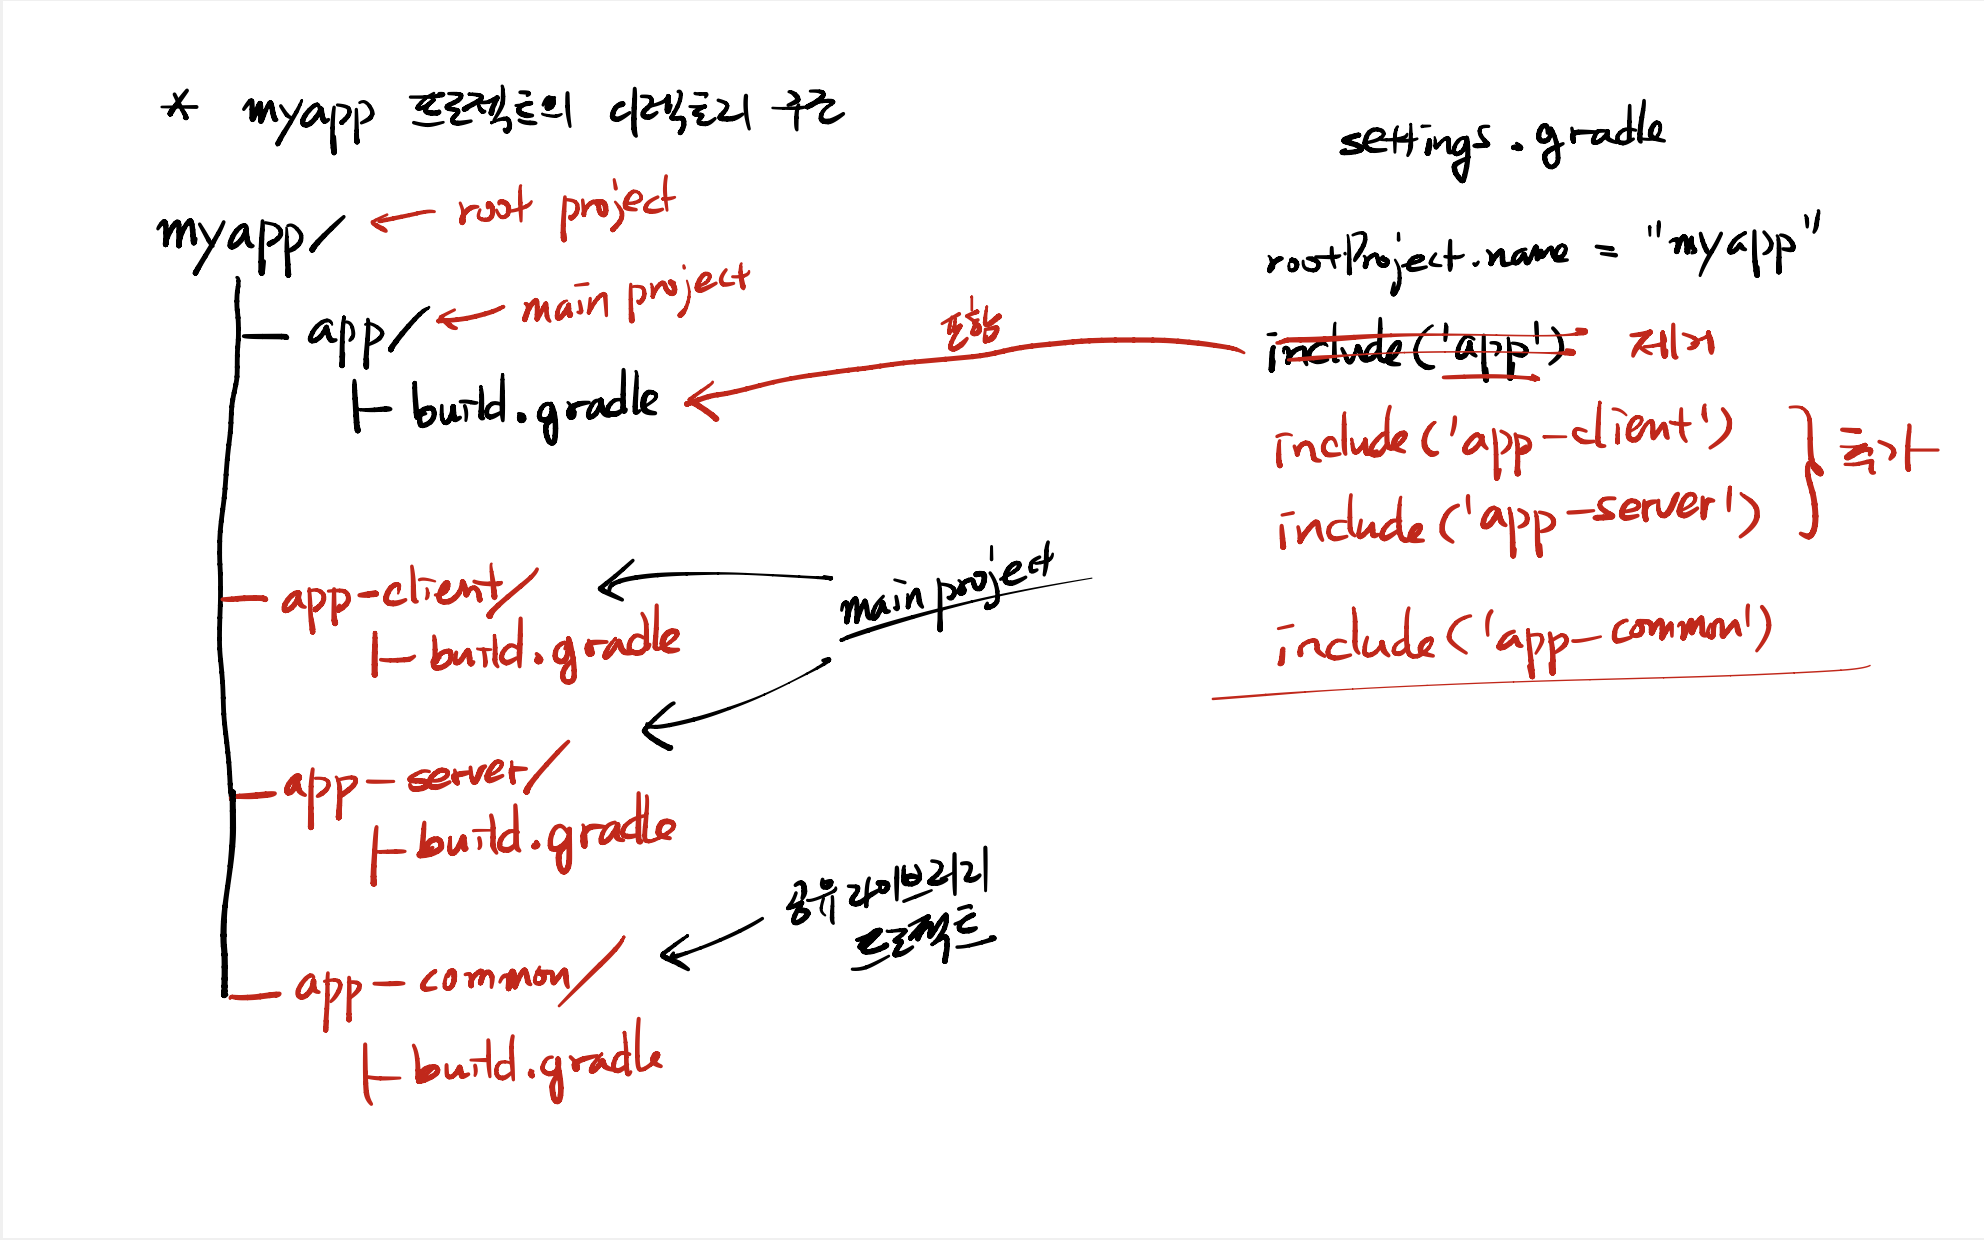 * myapp 프로젝트의 디렉토리 구조
myapp/ ← root project
app/ ← main project
build.gradle
app-client/
build.gradle
main project
app-server/
build.gradle
app-common/
공유 라이브러리
프로젝트
build.gradle
settings.gradle
rootProject.name = "myapp"
포함
include('app') 제거
include('app-client')
include('app-server')
추가
include('app-common')